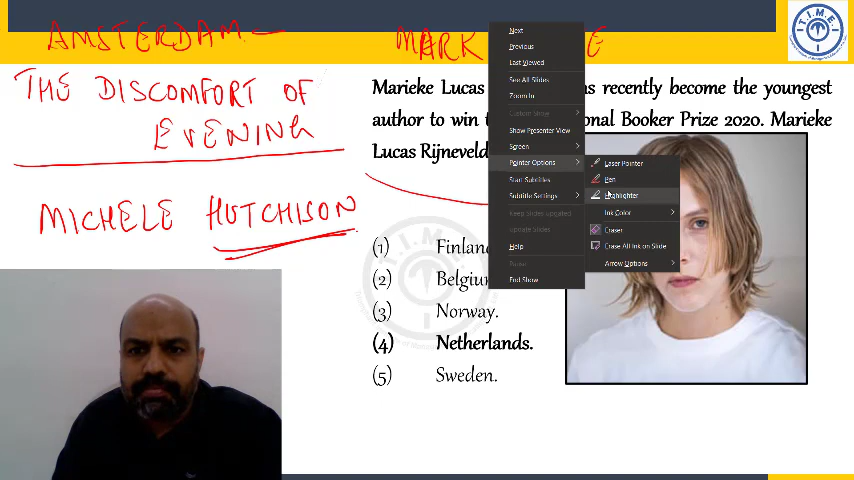 AMSTERDAM
THE DISCOMFORT OF
EVENING
MICHELE HUTCHISON
MARK E
T.I.M.E.
Marieke Lucas as recently become the youngest
author to win t onal Booker Prize 2020. Marieke
Lucas Rijneveld
(1) Finland
(2) Belgium
(3) Norway.
(4) Netherlands.
(5) Sweden.
Next
Previous
Last Viewed
See All Slides
Zoom In
Custom Show
Show Presenter View
Screen
Pointer Options
Start Subtitles
Subtitle Settings
Keep Slides Updated
Update Slides
Help
Pause
End Show
Laser Pointer
Pen
Highlighter
Ink Color
Eraser
Erase All Ink on Slide
Arrow Options
T.I.M.E.